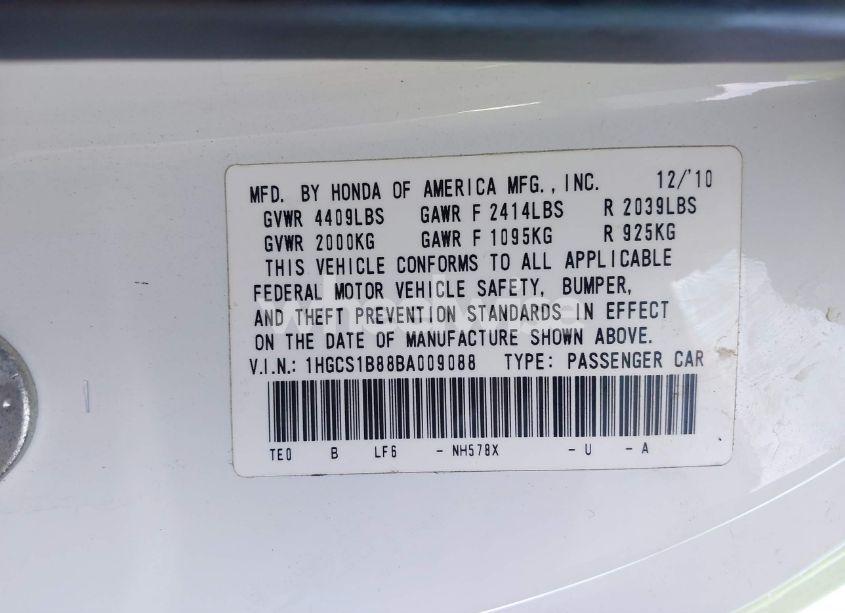 MFD. BY HONDA OF AMERICA MFG., INC. 12/'10
GVWR 4409LBS GAWR F 2414LBS R 2039LBS
GVWR 2000KG GAWR F 1095KG R 925KG
THIS VEHICLE CONFORMS TO ALL APPLICABLE
FEDERAL MOTOR VEHICLE SAFETY, BUMPER,
AND THEFT PREVENTION STANDARDS IN EFFECT
ON THE DATE OF MANUFACTURE SHOWN ABOVE.
V.I.N.: 1HGCS1B88BA009088 TYPE: PASSENGER CAR
TE0 B LF6 - NH578X - U - A